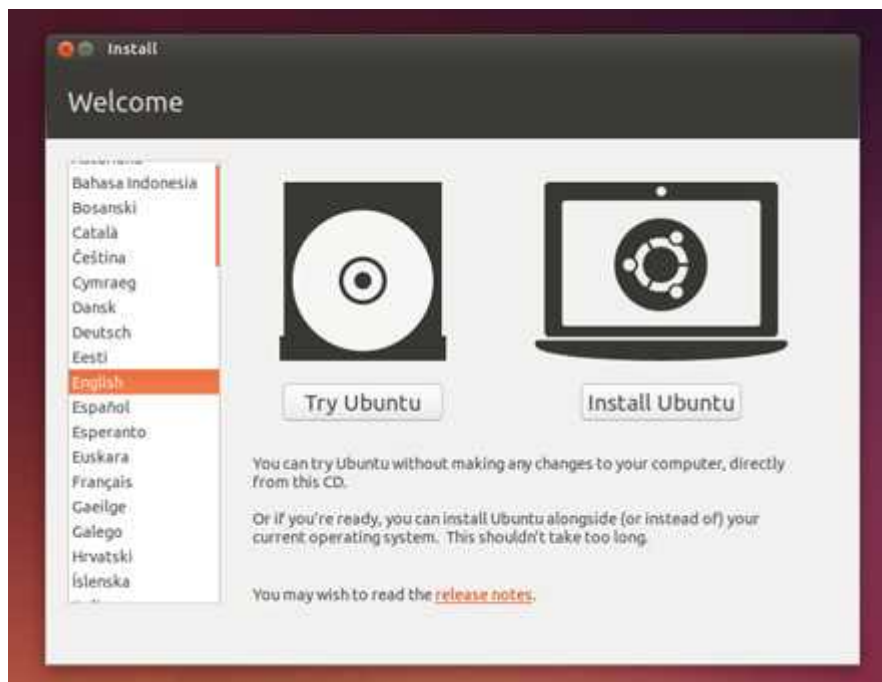 Install
Welcome
Bahasa Indonesia
Bosanski
Català
Čeština
Cymraeg
Dansk
Deutsch
Eesti
English
Español
Esperanto
Euskara
Français
Gaeilge
Galego
Hrvatski
Íslenska
Try Ubuntu
Install Ubuntu
You can try Ubuntu without making any changes to your computer, directly
from this CD.
Or if you're ready, you can install Ubuntu alongside (or instead of) your
current operating system. This shouldn't take too long.
You may wish to read the release notes.